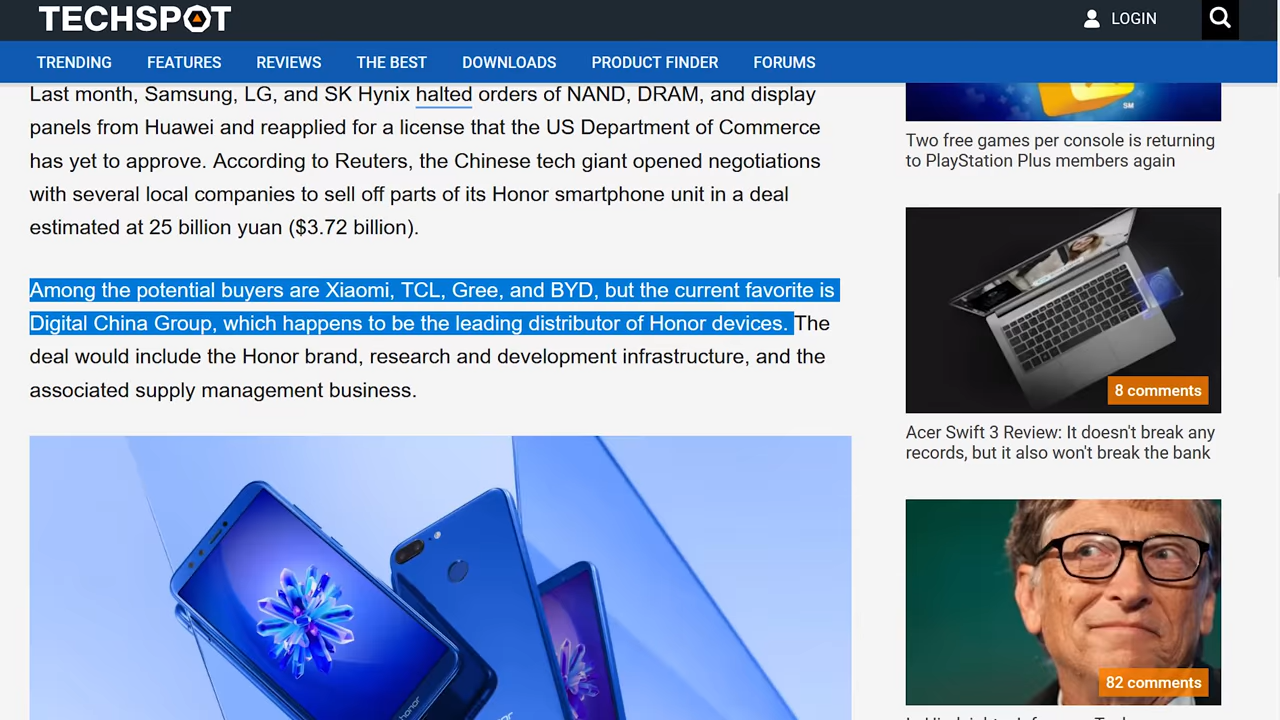 TECHSPOT
LOGIN
TRENDING
FEATURES
REVIEWS
THE BEST
DOWNLOADS
PRODUCT FINDER
FORUMS
Last month, Samsung, LG, and SK Hynix halted orders of NAND, DRAM, and display
panels from Huawei and reapplied for a license that the US Department of Commerce
has yet to approve. According to Reuters, the Chinese tech giant opened negotiations
with several local companies to sell off parts of its Honor smartphone unit in a deal
estimated at 25 billion yuan ($3.72 billion).
Among the potential buyers are Xiaomi, TCL, Gree, and BYD, but the current favorite is
Digital China Group, which happens to be the leading distributor of Honor devices. The
deal would include the Honor brand, research and development infrastructure, and the
associated supply management business.
honor
SM
Two free games per console is returning
to PlayStation Plus members again
8 comments
Acer Swift 3 Review: It doesn't break any
records, but it also won't break the bank
82 comments